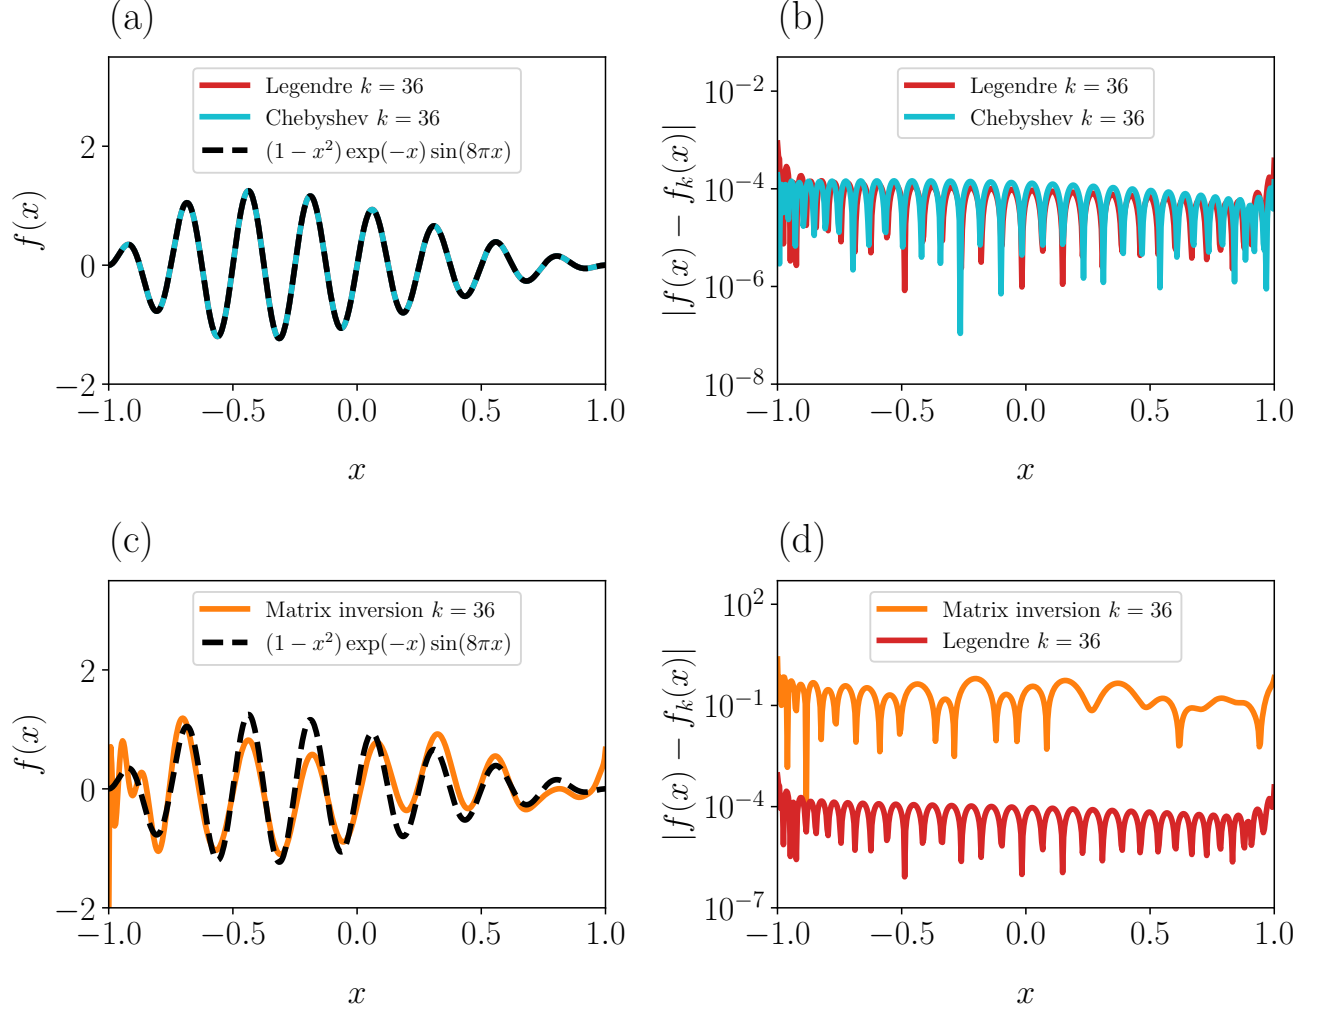 (a)
Legendre k = 36
Chebyshev k = 36
(1 − x²) exp(−x) sin(8πx)
f(x)
2
0
−2
−1.0 −0.5 0.0 0.5 1.0
x
(b)
Legendre k = 36
Chebyshev k = 36
|f(x) − fₖ(x)|
10⁻²
10⁻⁴
10⁻⁶
10⁻⁸
−1.0 −0.5 0.0 0.5 1.0
x
(c)
Matrix inversion k = 36
(1 − x²) exp(−x) sin(8πx)
f(x)
2
0
−2
−1.0 −0.5 0.0 0.5 1.0
x
(d)
Matrix inversion k = 36
Legendre k = 36
|f(x) − fₖ(x)|
10²
10⁻¹
10⁻⁴
10⁻⁷
−1.0 −0.5 0.0 0.5 1.0
x